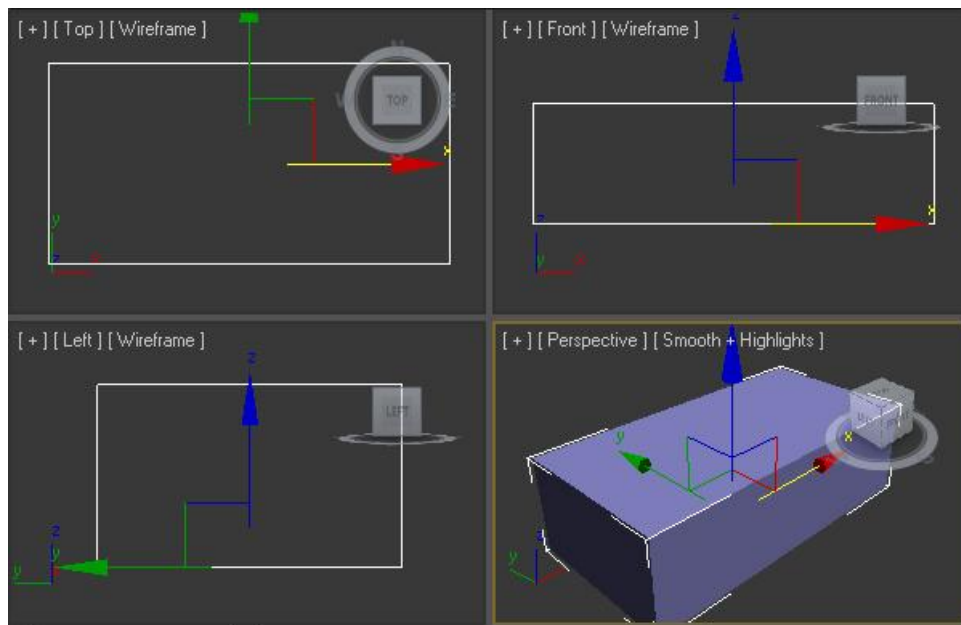 [ + ] [ Top ] [ Wireframe ]
N
TOP
W
E
S
x
y
z
x
[ + ] [ Front ] [ Wireframe ]
z
FRONT
x
z
y
x
[ + ] [ Left ] [ Wireframe ]
z
LEFT
z
y
y
[ + ] [ Perspective ] [ Smooth + Highlights ]
y
x
z
y